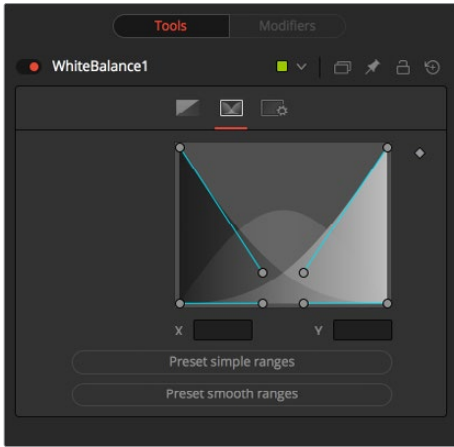 Tools
Modifiers
WhiteBalance1
X
Y
Preset simple ranges
Preset smooth ranges